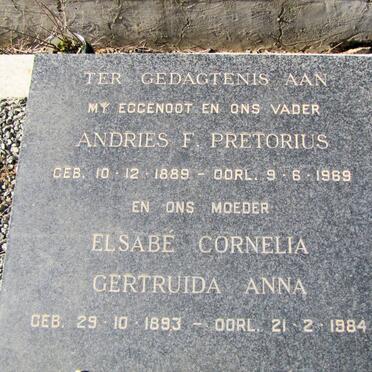 TER GEDAGTENIS AAN
MY EGGENOOT EN ONS VADER
ANDRIES F. PRETORIUS
GEB. 10 · 12 · 1889 – OORL. 9 · 6 · 1969
EN ONS MOEDER
ELSABÉ CORNELIA
GERTRUIDA ANNA
GEB. 29 · 10 · 1893 – OORL. 21 · 2 · 1984